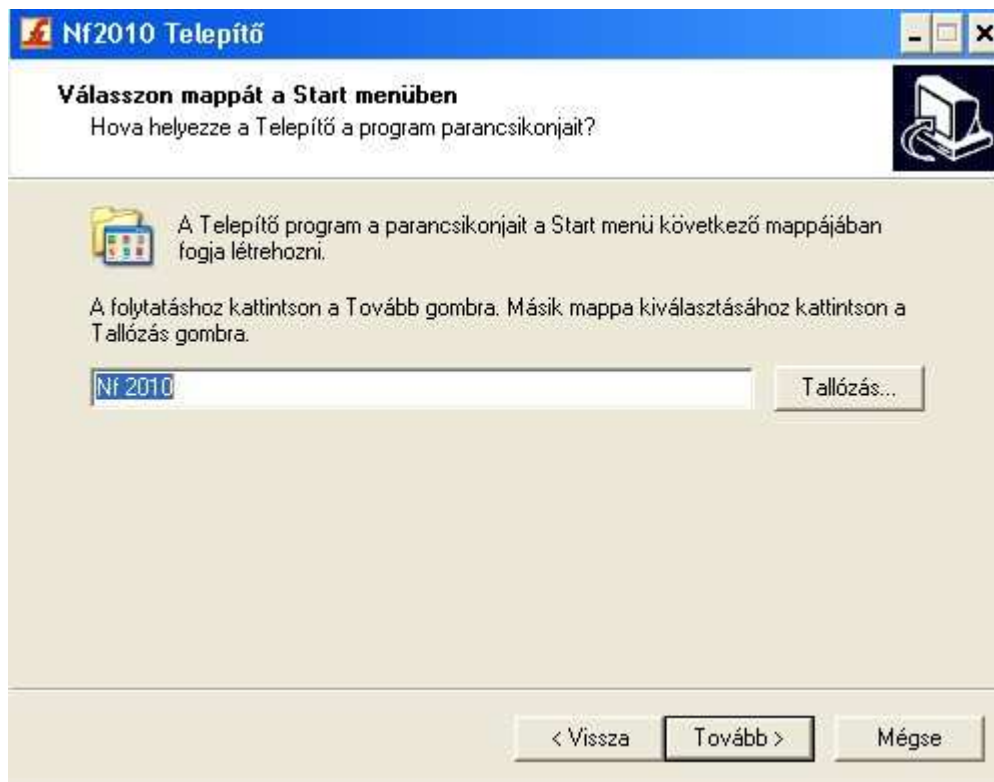 Nf2010 Telepítő
Válasszon mappát a Start menüben
Hova helyezze a Telepítő a program parancsikonjait?
A Telepítő program a parancsikonjait a Start menü következő mappájában
fogja létrehozni.
A folytatáshoz kattintson a Tovább gombra. Másik mappa kiválasztásához kattintson a
Tallózás gombra.
Nf 2010
Tallózás...
< Vissza
Tovább >
Mégse